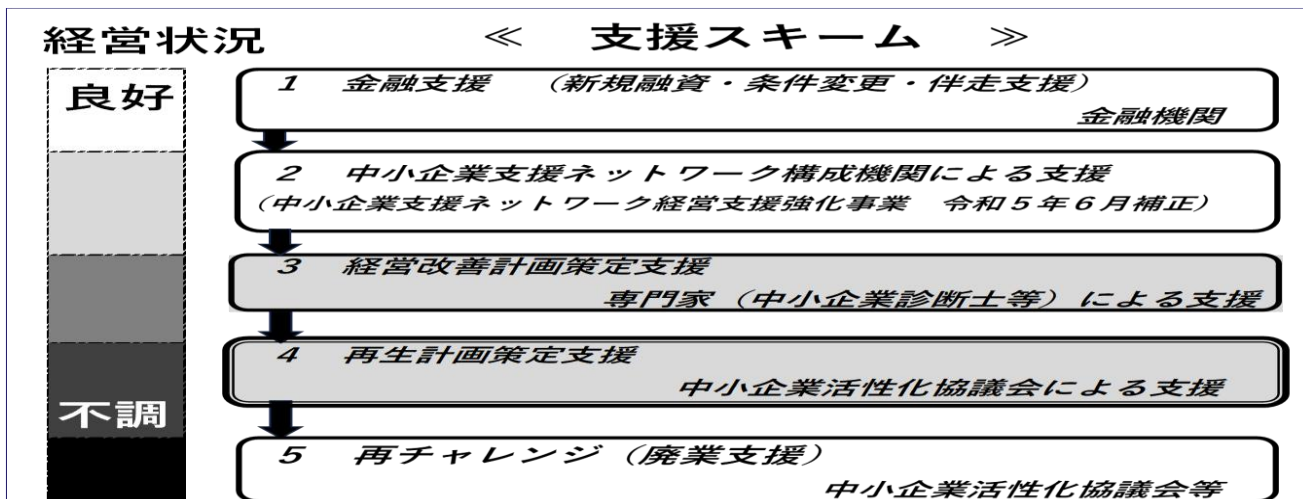 経営状況
≪ 支援スキーム ≫
良好
1 金融支援 （新規融資・条件変更・伴走支援）
金融機関
2 中小企業支援ネットワーク構成機関による支援
（中小企業支援ネットワーク経営支援強化事業 令和５年６月補正）
3 経営改善計画策定支援
専門家（中小企業診断士等）による支援
4 再生計画策定支援
中小企業活性化協議会による支援
不調
5 再チャレンジ（廃業支援）
中小企業活性化協議会等